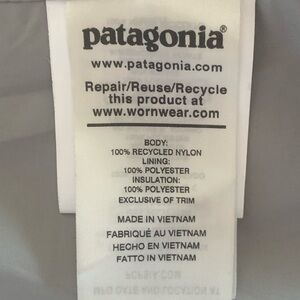 patagonia®
www.patagonia.com
Repair/Reuse/Recycle
this product at
www.wornwear.com
BODY:
100% RECYCLED NYLON
LINING:
100% POLYESTER
INSULATION:
100% POLYESTER
EXCLUSIVE OF TRIM
MADE IN VIETNAM
FABRIQUÉ AU VIETNAM
HECHO EN VIETNAM
FATTO IN VIETNAM